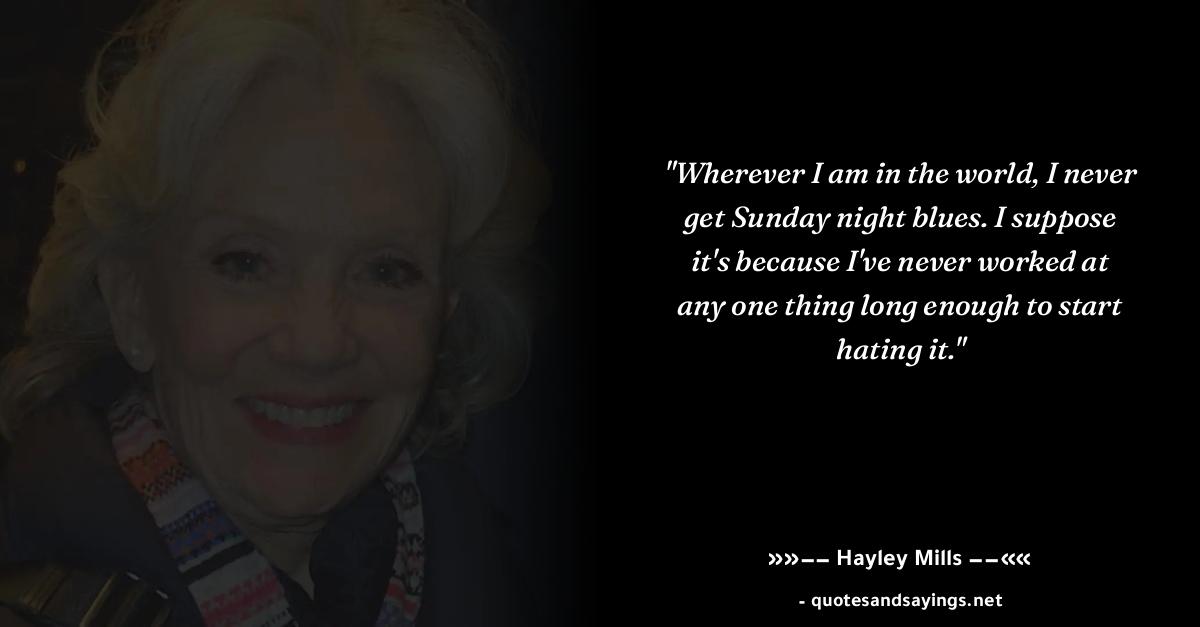 "Wherever I am in the world, I never
get Sunday night blues. I suppose
it's because I've never worked at
any one thing long enough to start
hating it."
»»–– Hayley Mills ––««
- quotesandsayings.net